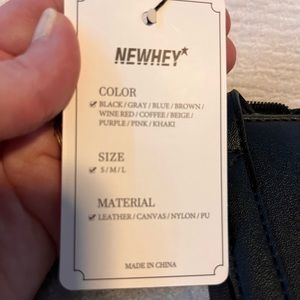 NEWHEY*
COLOR
BLACK / GRAY / BLUE / BROWN /
WINE RED / COFFEE / BEIGE /
PURPLE / PINK / KHAKI
SIZE
S / M / L
MATERIAL
LEATHER / CANVAS / NYLON / PU
MADE IN CHINA